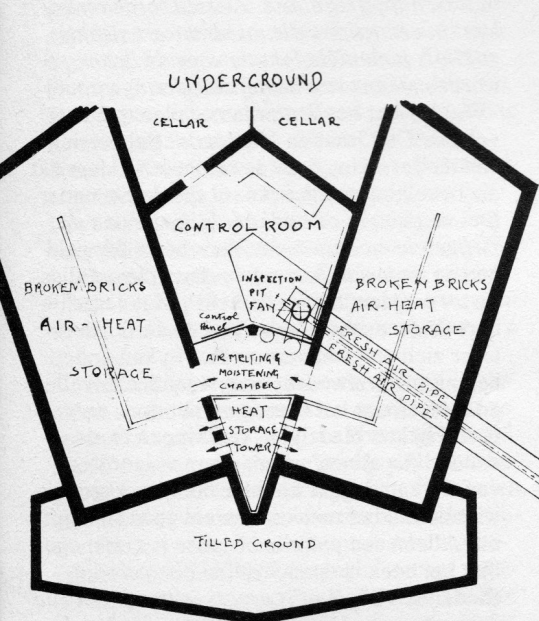 UNDERGROUND
CELLAR
CELLAR
CONTROL ROOM
INSPECTION
PIT
FAN
Control
Panel
BROKEN BRICKS
AIR - HEAT
STORAGE
BROKEN BRICKS
AIR-HEAT
STORAGE
FRESH AIR PIPE
FRESH AIR PIPE
AIR MELTING &
MOISTENING
CHAMBER
HEAT
STORAGE
TOWER
FILLED GROUND